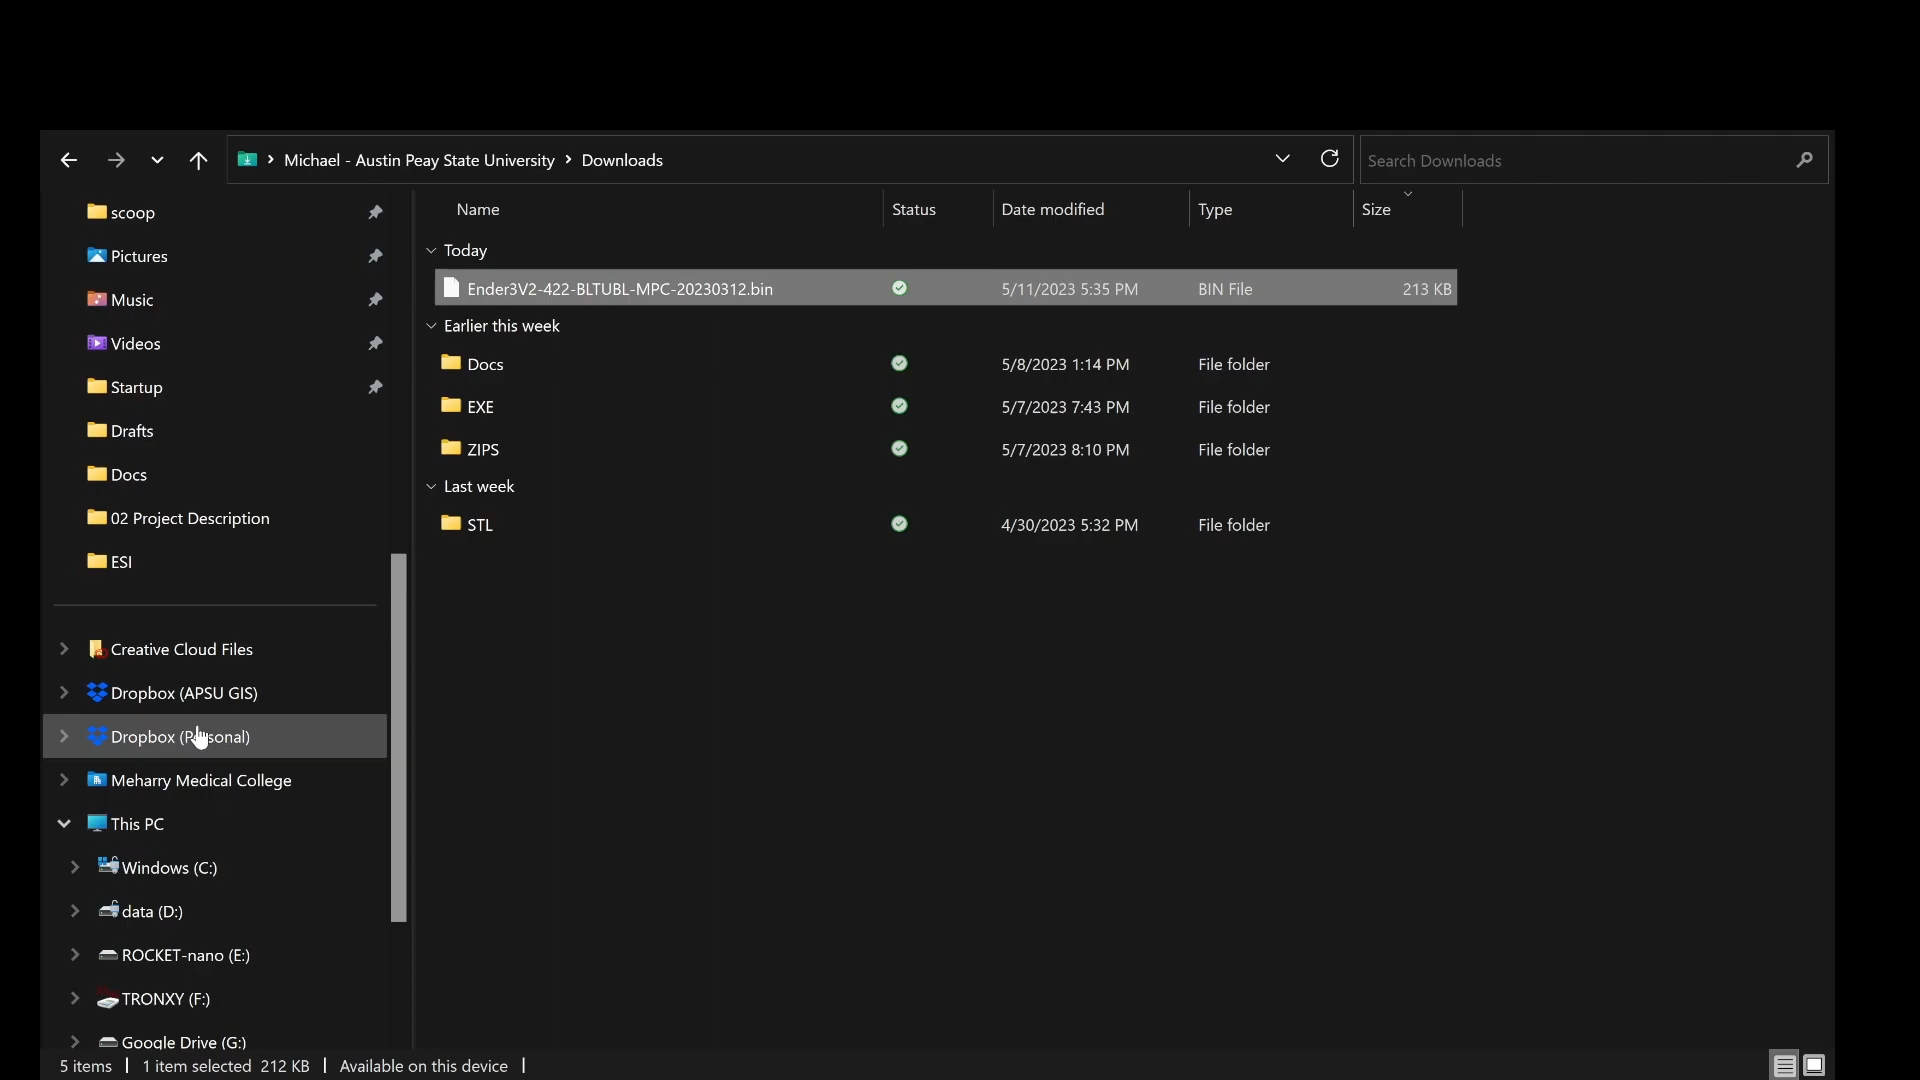 Michael - Austin Peay State University > Downloads
Search Downloads
scoop
Pictures
Music
Videos
Startup
Drafts
Docs
02 Project Description
ESI
Creative Cloud Files
Dropbox (APSU GIS)
Dropbox (Personal)
Meharry Medical College
This PC
Windows (C:)
data (D:)
ROCKET-nano (E:)
TRONXY (F:)
Google Drive (G:)
Name Status Date modified Type Size
Today
Ender3V2-422-BLTUBL-MPC-20230312.bin 5/11/2023 5:35 PM BIN File 213 KB
Earlier this week
Docs 5/8/2023 1:14 PM File folder
EXE 5/7/2023 7:43 PM File folder
ZIPS 5/7/2023 8:10 PM File folder
Last week
STL 4/30/2023 5:32 PM File folder
5 items | 1 item selected 212 KB | Available on this device |